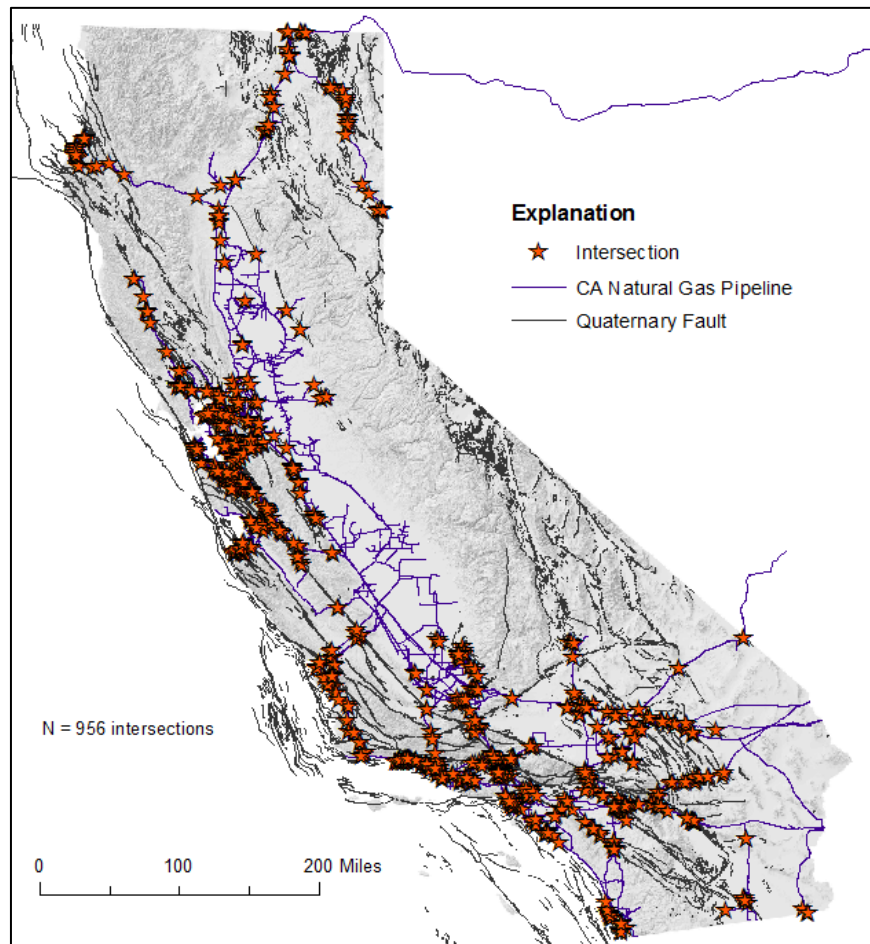 Explanation
Intersection
CA Natural Gas Pipeline
Quaternary Fault
N = 956 intersections
0 100 200 Miles